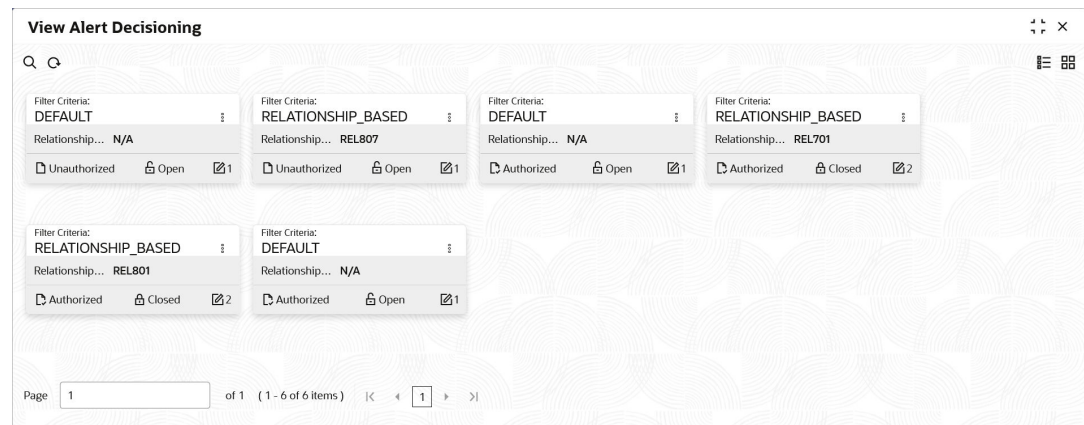 View Alert Decisioning
Filter Criteria: Filter Criteria: Filter Criteria: Filter Criteria:
DEFAULT RELATIONSHIP_BASED DEFAULT RELATIONSHIP_BASED
Relationship... N/A Relationship... REL807 Relationship... N/A Relationship... REL701
Unauthorized Open 1 Unauthorized Open 1 Authorized Open 1 Authorized Closed 2
Filter Criteria: Filter Criteria:
RELATIONSHIP_BASED DEFAULT
Relationship... REL801 Relationship... N/A
Authorized Closed 2 Authorized Open 1
Page 1 of 1 ( 1 - 6 of 6 items ) 1